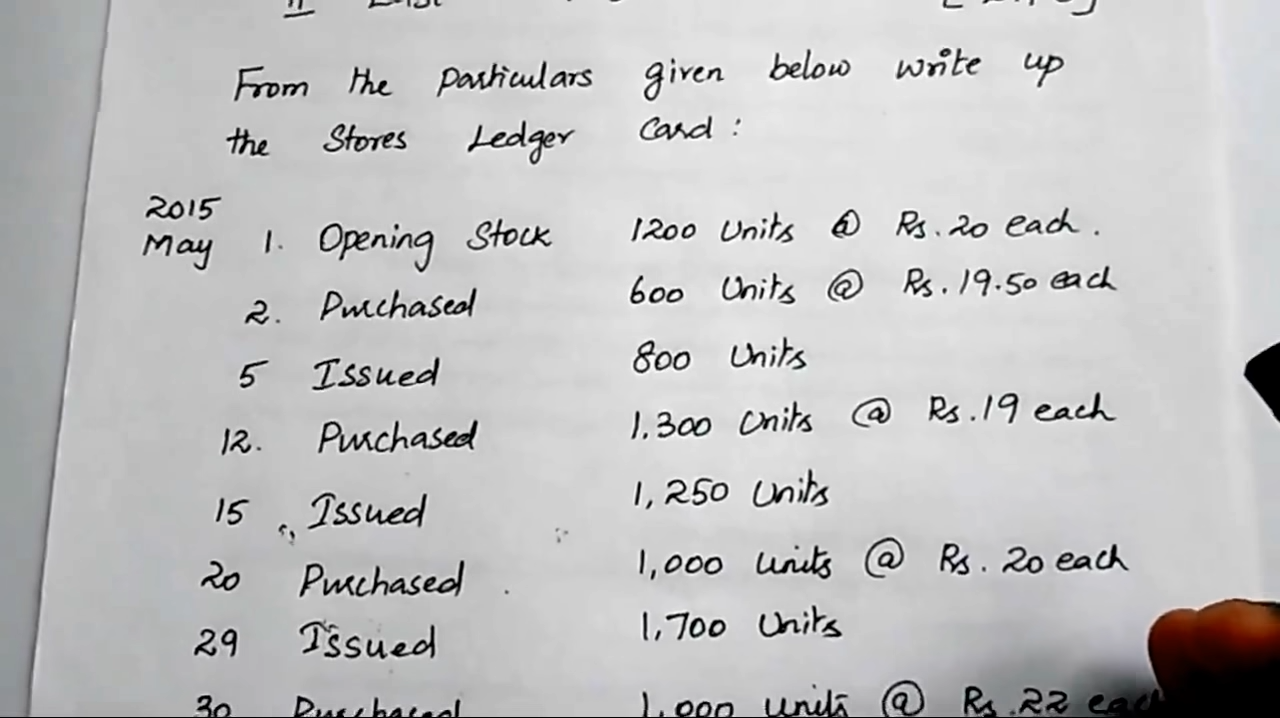 From the particulars given below write up
the Stores Ledger Card :
2015
May 1. Opening Stock 1200 Units @ Rs. 20 each.
2. Purchased 600 Units @ Rs. 19.50 each
5 Issued 800 Units
12. Purchased 1,300 Units @ Rs. 19 each
15 Issued 1,250 Units
20 Purchased 1,000 Units @ Rs. 20 each
29 Issued 1,700 Units
30 Purchased 1,000 Units @ Rs. 22 each